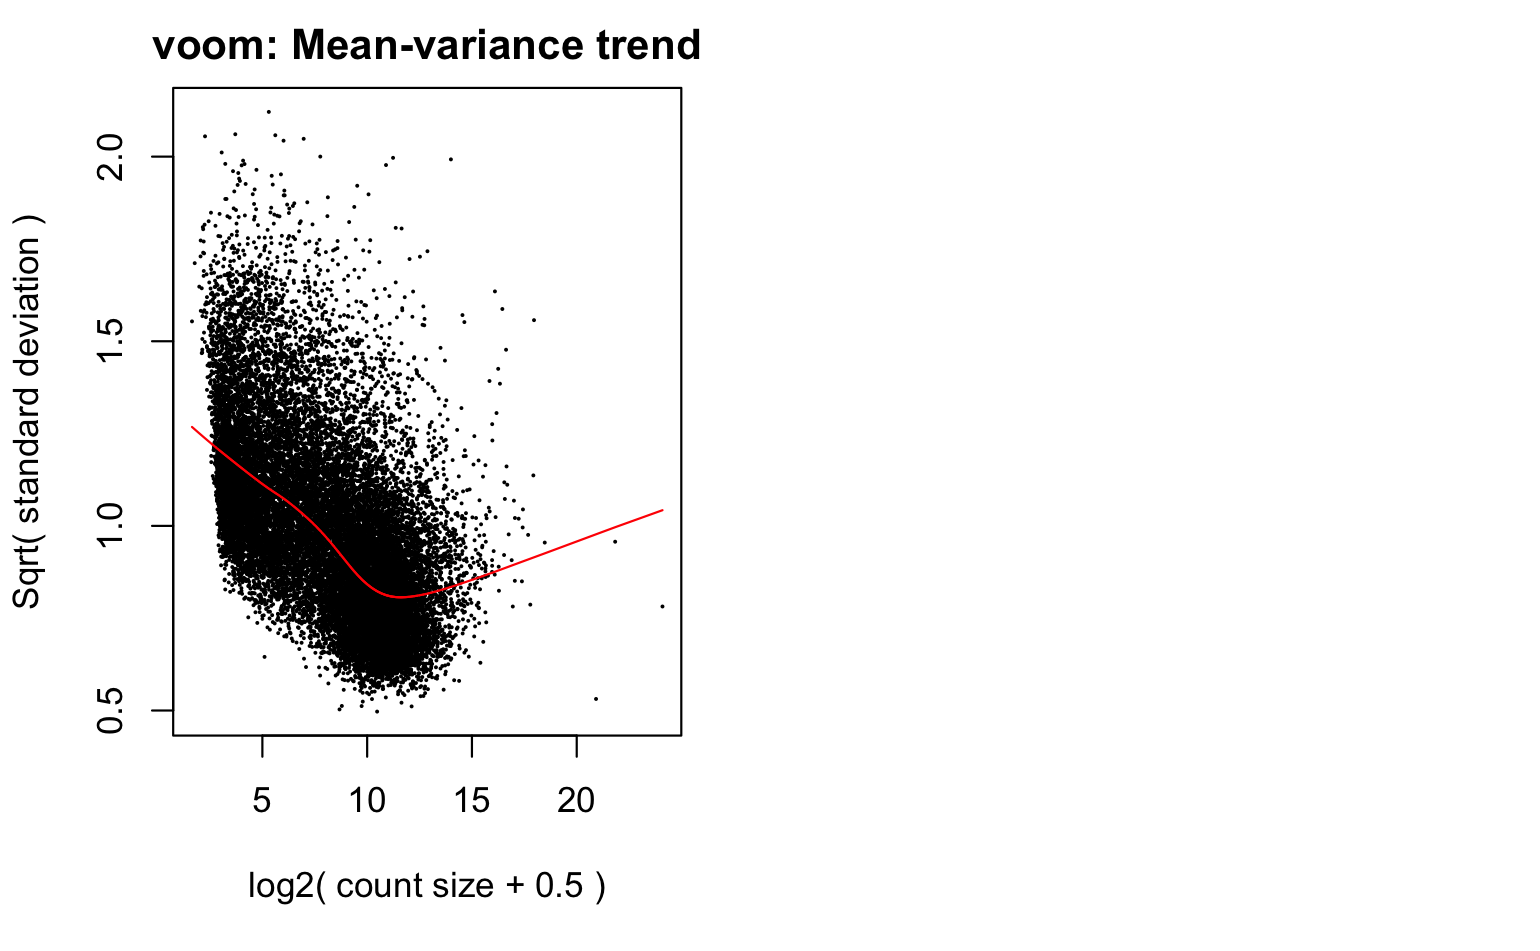 voom: Mean-variance trend
Sqrt( standard deviation )
2.0
1.5
1.0
0.5
5 10 15 20
log2( count size + 0.5 )